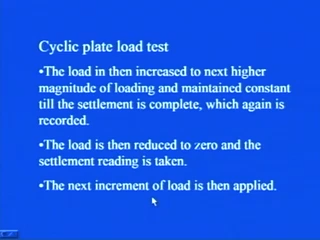 Cyclic plate load test
•The load in then increased to next higher
magnitude of loading and maintained constant
till the settlement is complete, which again is
recorded.
•The load is then reduced to zero and the
settlement reading is taken.
•The next increment of load is then applied.